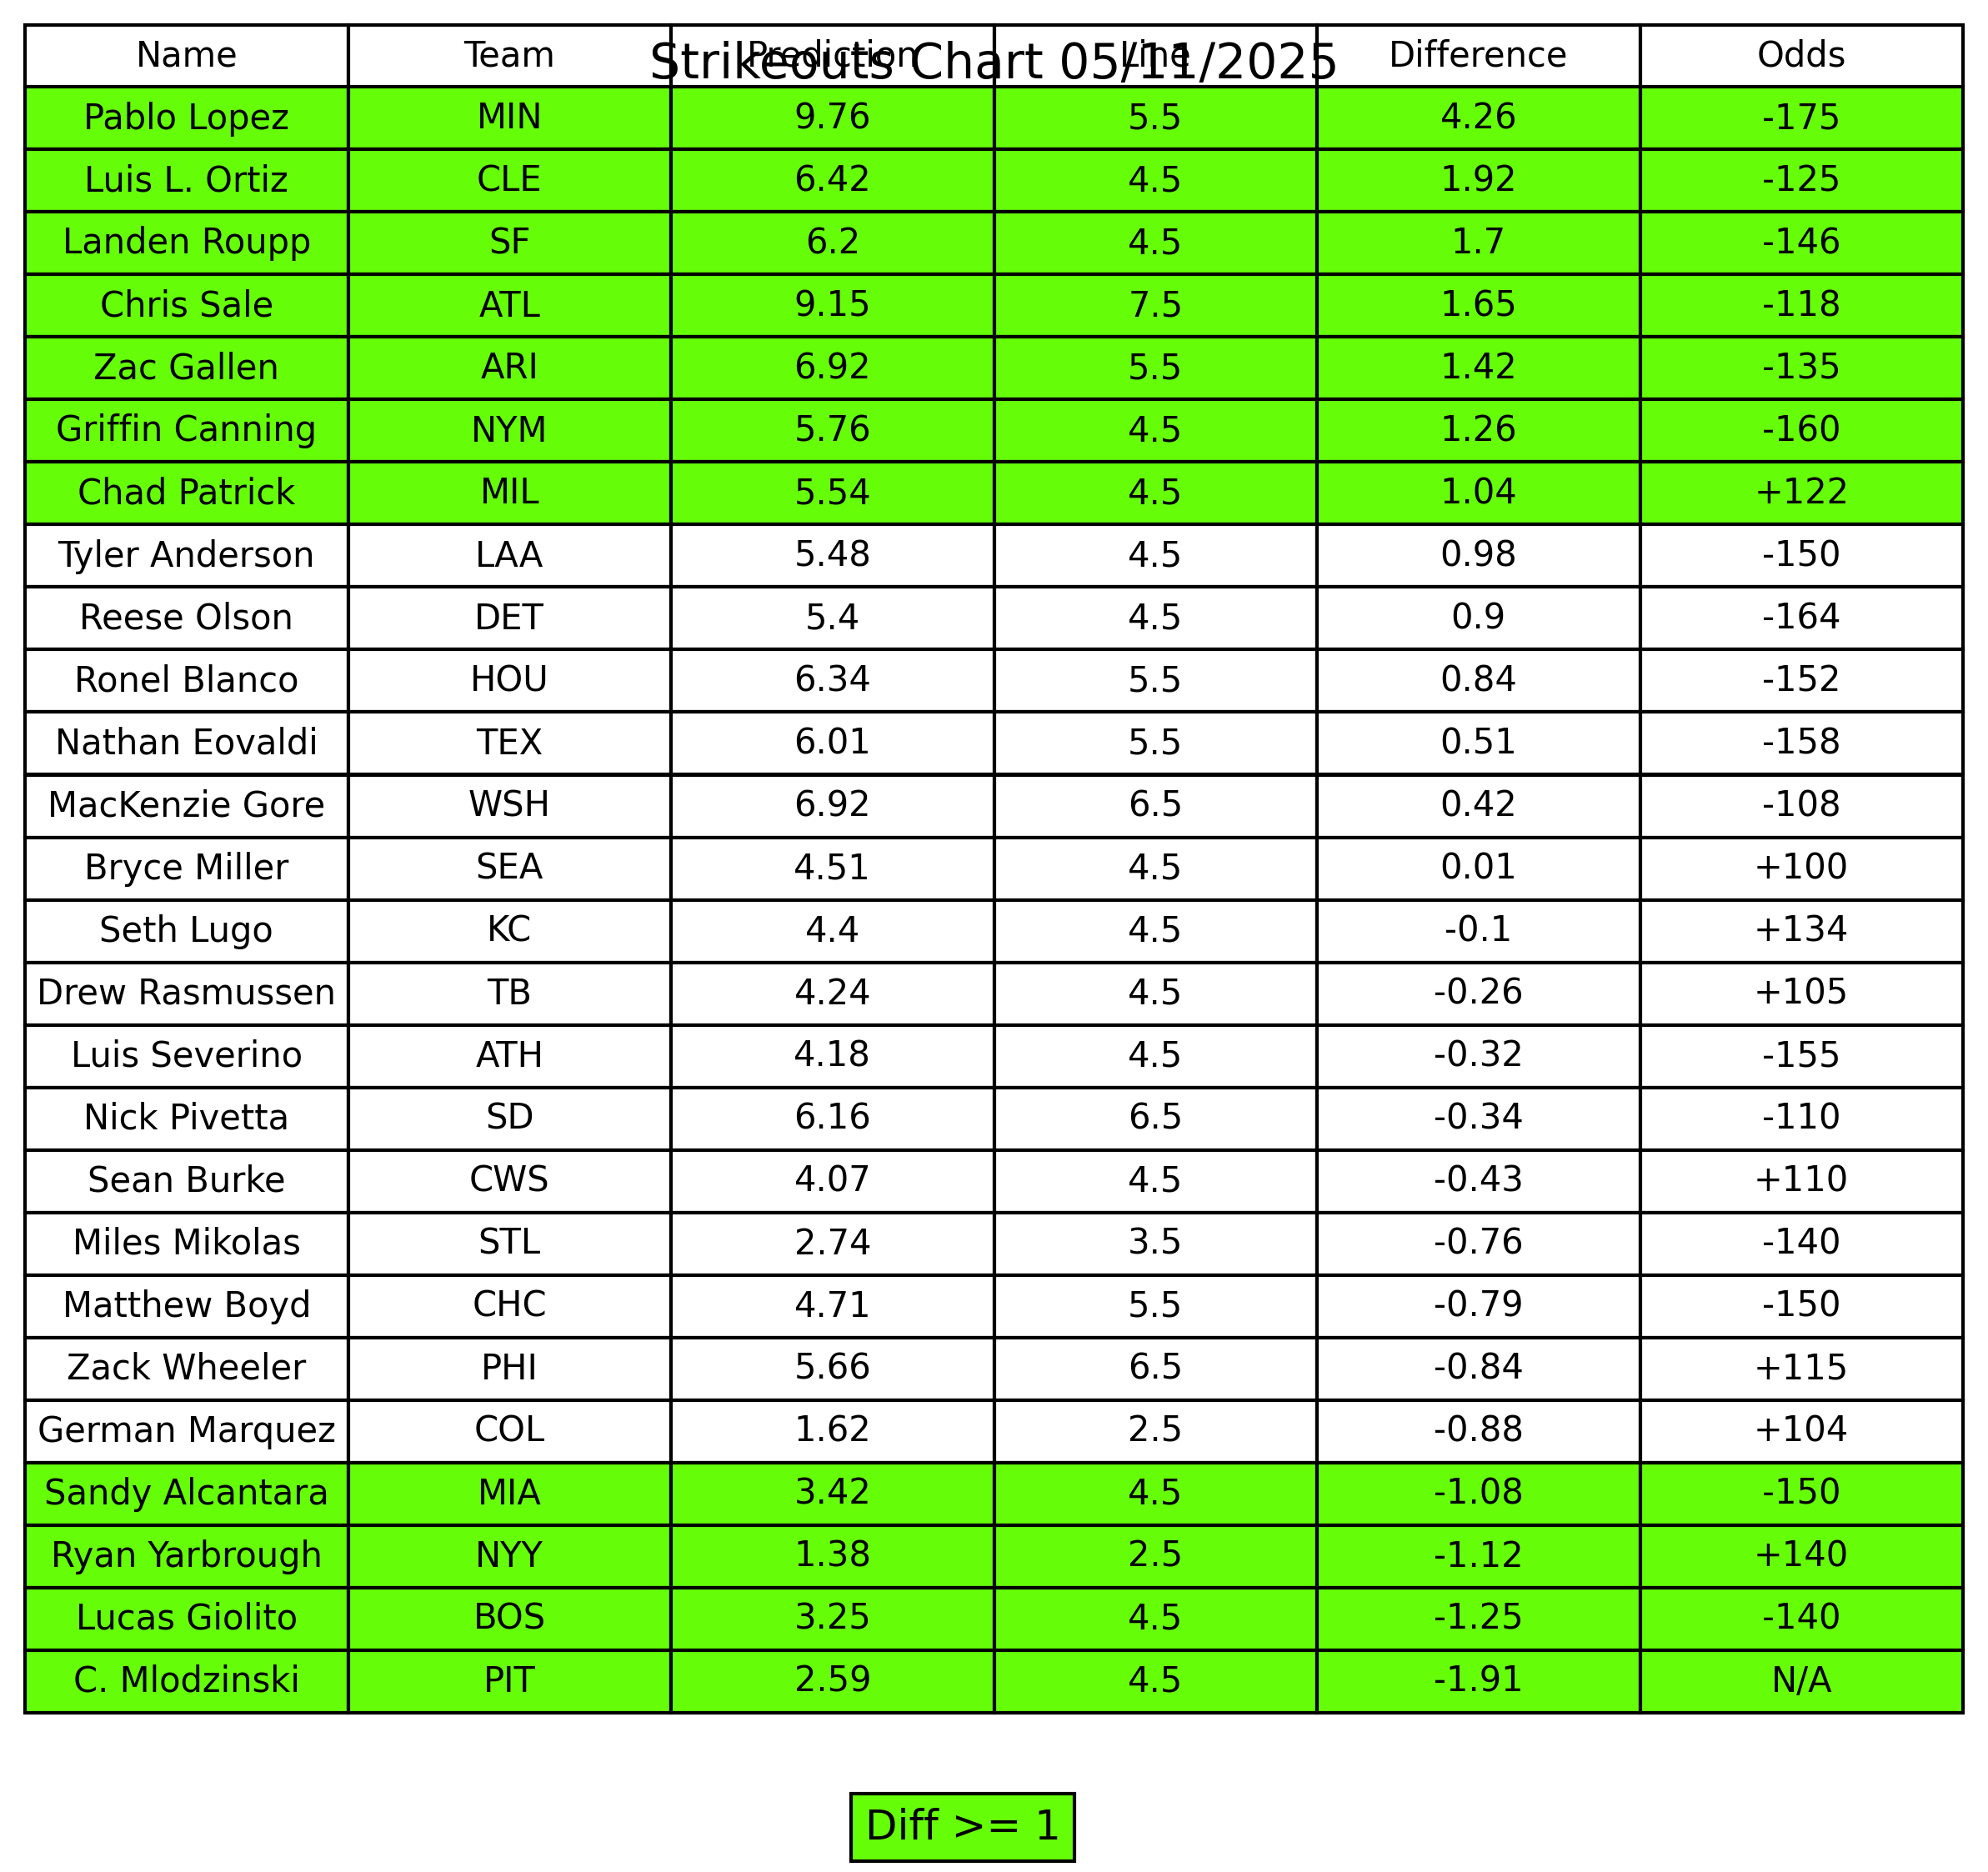 Strikeouts Chart 05/11/2025
Name Team Prediction Line Difference Odds
Pablo Lopez MIN 9.76 5.5 4.26 -175
Luis L. Ortiz CLE 6.42 4.5 1.92 -125
Landen Roupp SF 6.2 4.5 1.7 -146
Chris Sale ATL 9.15 7.5 1.65 -118
Zac Gallen ARI 6.92 5.5 1.42 -135
Griffin Canning NYM 5.76 4.5 1.26 -160
Chad Patrick MIL 5.54 4.5 1.04 +122
Tyler Anderson LAA 5.48 4.5 0.98 -150
Reese Olson DET 5.4 4.5 0.9 -164
Ronel Blanco HOU 6.34 5.5 0.84 -152
Nathan Eovaldi TEX 6.01 5.5 0.51 -158
MacKenzie Gore WSH 6.92 6.5 0.42 -108
Bryce Miller SEA 4.51 4.5 0.01 +100
Seth Lugo KC 4.4 4.5 -0.1 +134
Drew Rasmussen TB 4.24 4.5 -0.26 +105
Luis Severino ATH 4.18 4.5 -0.32 -155
Nick Pivetta SD 6.16 6.5 -0.34 -110
Sean Burke CWS 4.07 4.5 -0.43 +110
Miles Mikolas STL 2.74 3.5 -0.76 -140
Matthew Boyd CHC 4.71 5.5 -0.79 -150
Zack Wheeler PHI 5.66 6.5 -0.84 +115
German Marquez COL 1.62 2.5 -0.88 +104
Sandy Alcantara MIA 3.42 4.5 -1.08 -150
Ryan Yarbrough NYY 1.38 2.5 -1.12 +140
Lucas Giolito BOS 3.25 4.5 -1.25 -140
C. Mlodzinski PIT 2.59 4.5 -1.91 N/A
Diff >= 1